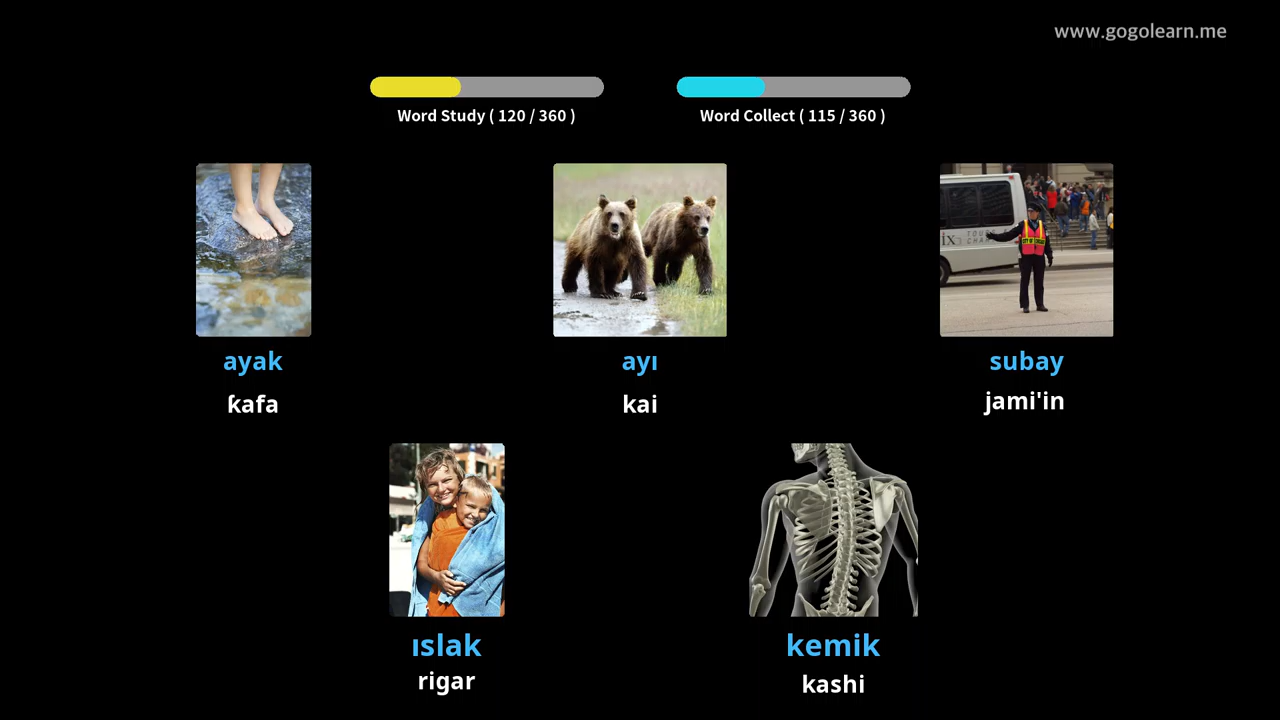 www.gogolearn.me
Word Study ( 120 / 360 )
Word Collect ( 115 / 360 )
ayak
ayı
subay
ƙafa
kai
jami'in
ıslak
kemik
rigar
kashi